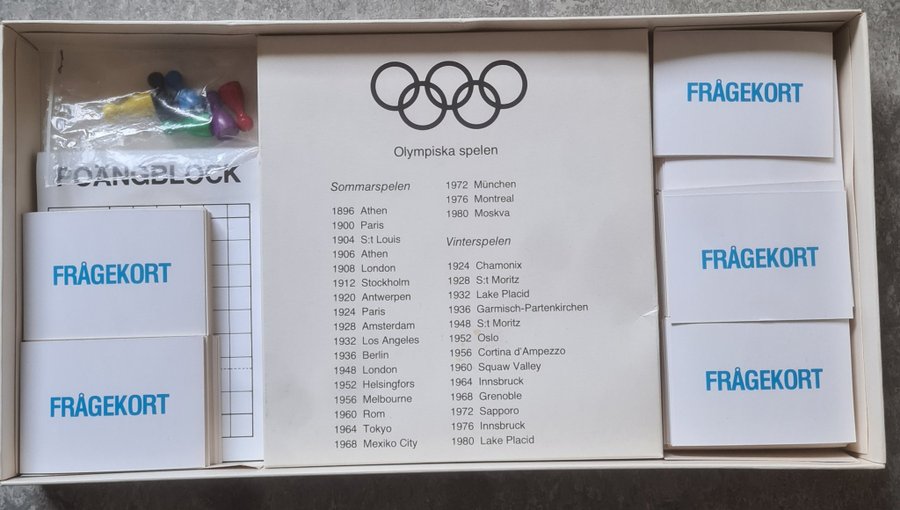 POÄNGBLOCK
FRÅGEKORT
FRÅGEKORT
Olympiska spelen
Sommarspelen
1896 Athen
1900 Paris
1904 S:t Louis
1906 Athen
1908 London
1912 Stockholm
1920 Antwerpen
1924 Paris
1928 Amsterdam
1932 Los Angeles
1936 Berlin
1948 London
1952 Helsingfors
1956 Melbourne
1960 Rom
1964 Tokyo
1968 Mexiko City
1972 München
1976 Montreal
1980 Moskva
Vinterspelen
1924 Chamonix
1928 S:t Moritz
1932 Lake Placid
1936 Garmisch-Partenkirchen
1948 S:t Moritz
1952 Oslo
1956 Cortina d'Ampezzo
1960 Squaw Valley
1964 Innsbruck
1968 Grenoble
1972 Sapporo
1976 Innsbruck
1980 Lake Placid
FRÅGEKORT
FRÅGEKORT
FRÅGEKORT